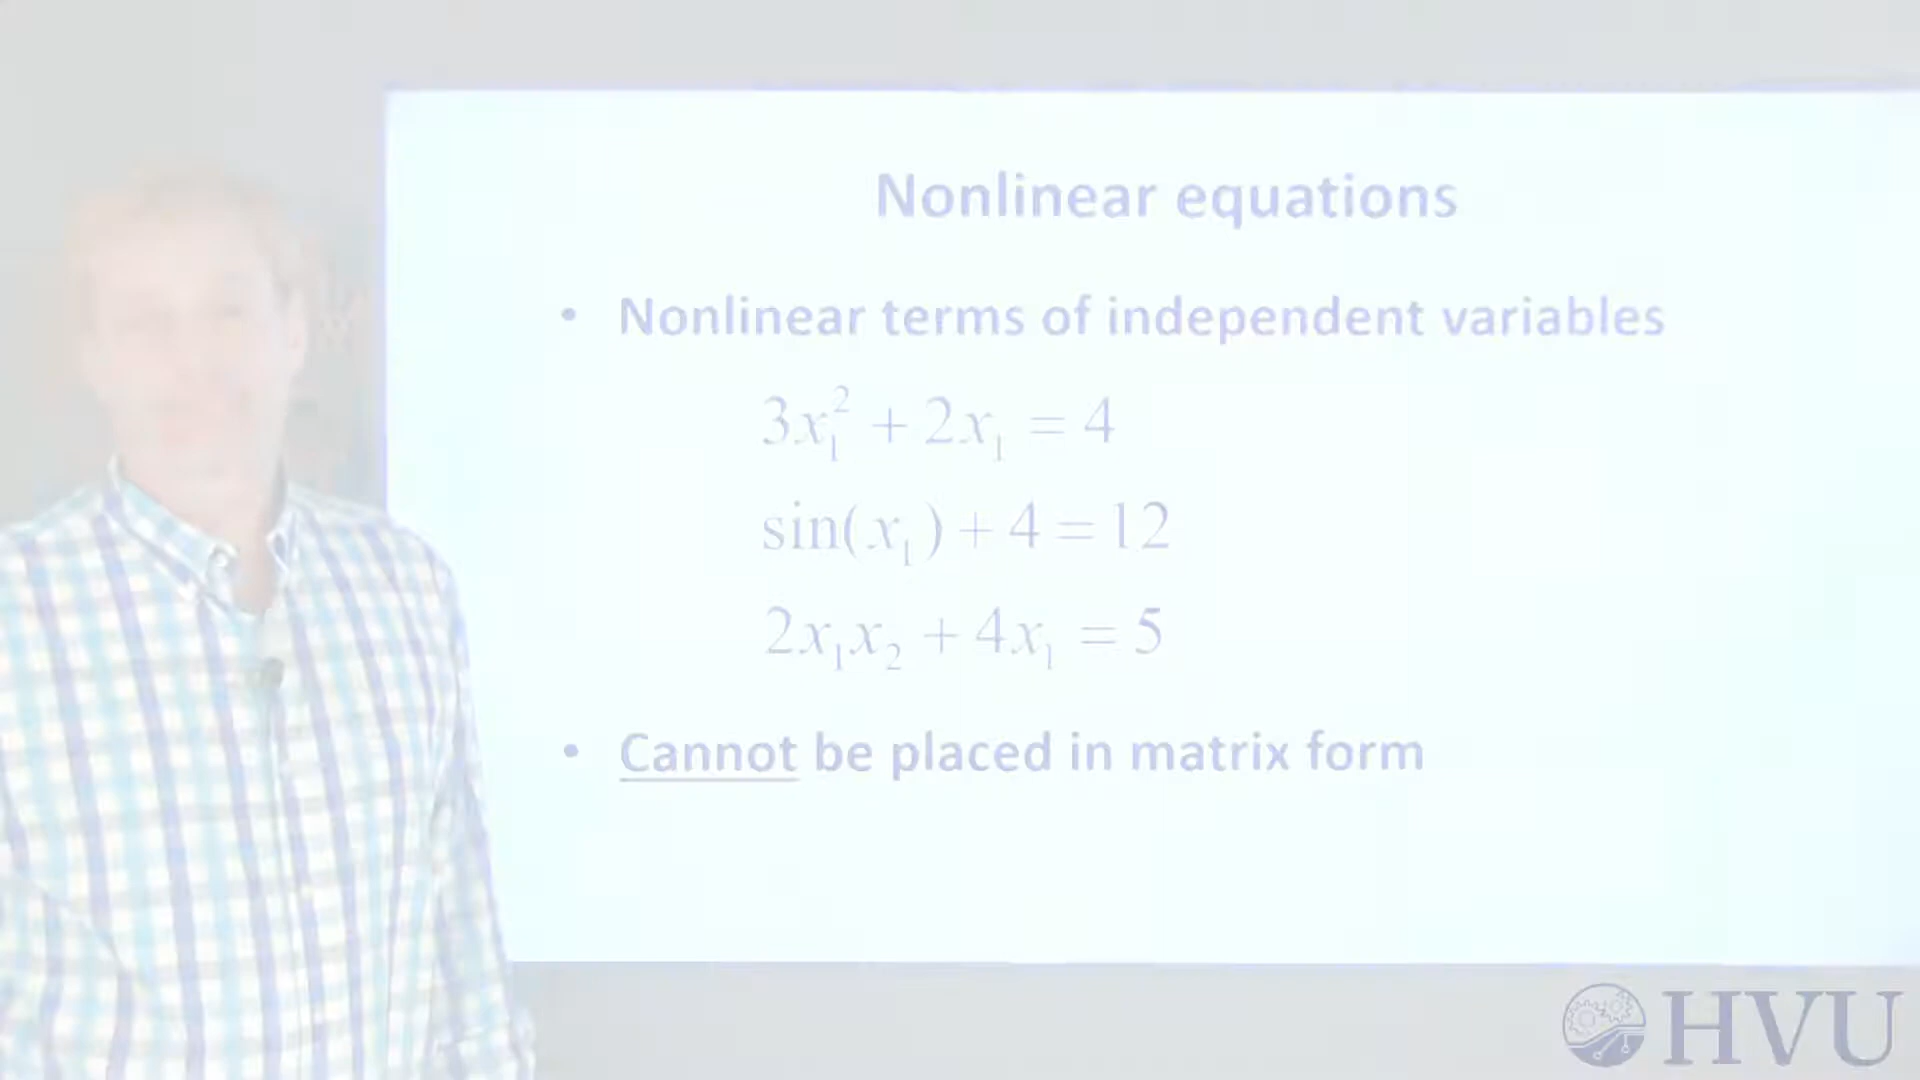 Nonlinear equations
• Nonlinear terms of independent variables
3x₁² + 2x₁ = 4
sin(x₁) + 4 = 12
2x₁x₂ + 4x₁ = 5
• Cannot be placed in matrix form
HVU